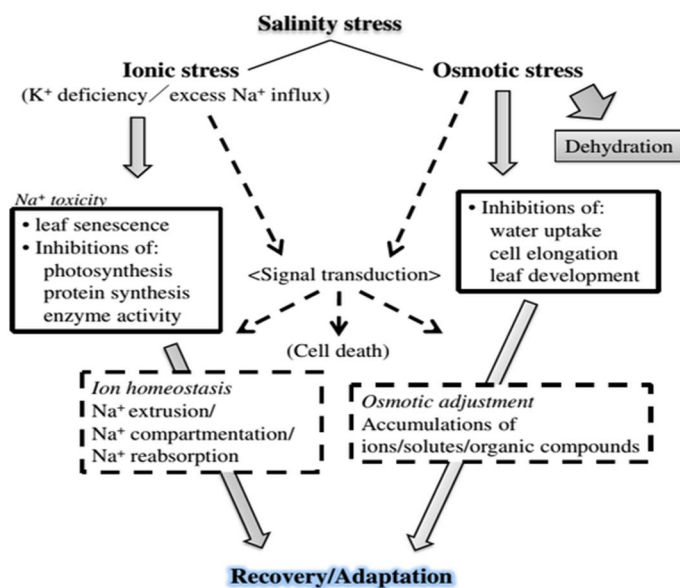 Salinity stress
Ionic stress
(K⁺ deficiency／excess Na⁺ influx)
Osmotic stress
Dehydration
Na⁺ toxicity
• leaf senescence
• Inhibitions of:
photosynthesis
protein synthesis
enzyme activity
• Inhibitions of:
water uptake
cell elongation
leaf development
<Signal transduction>
(Cell death)
Ion homeostasis
Na⁺ extrusion/
Na⁺ compartmentation/
Na⁺ reabsorption
Osmotic adjustment
Accumulations of
ions/solutes/organic compounds
Recovery/Adaptation